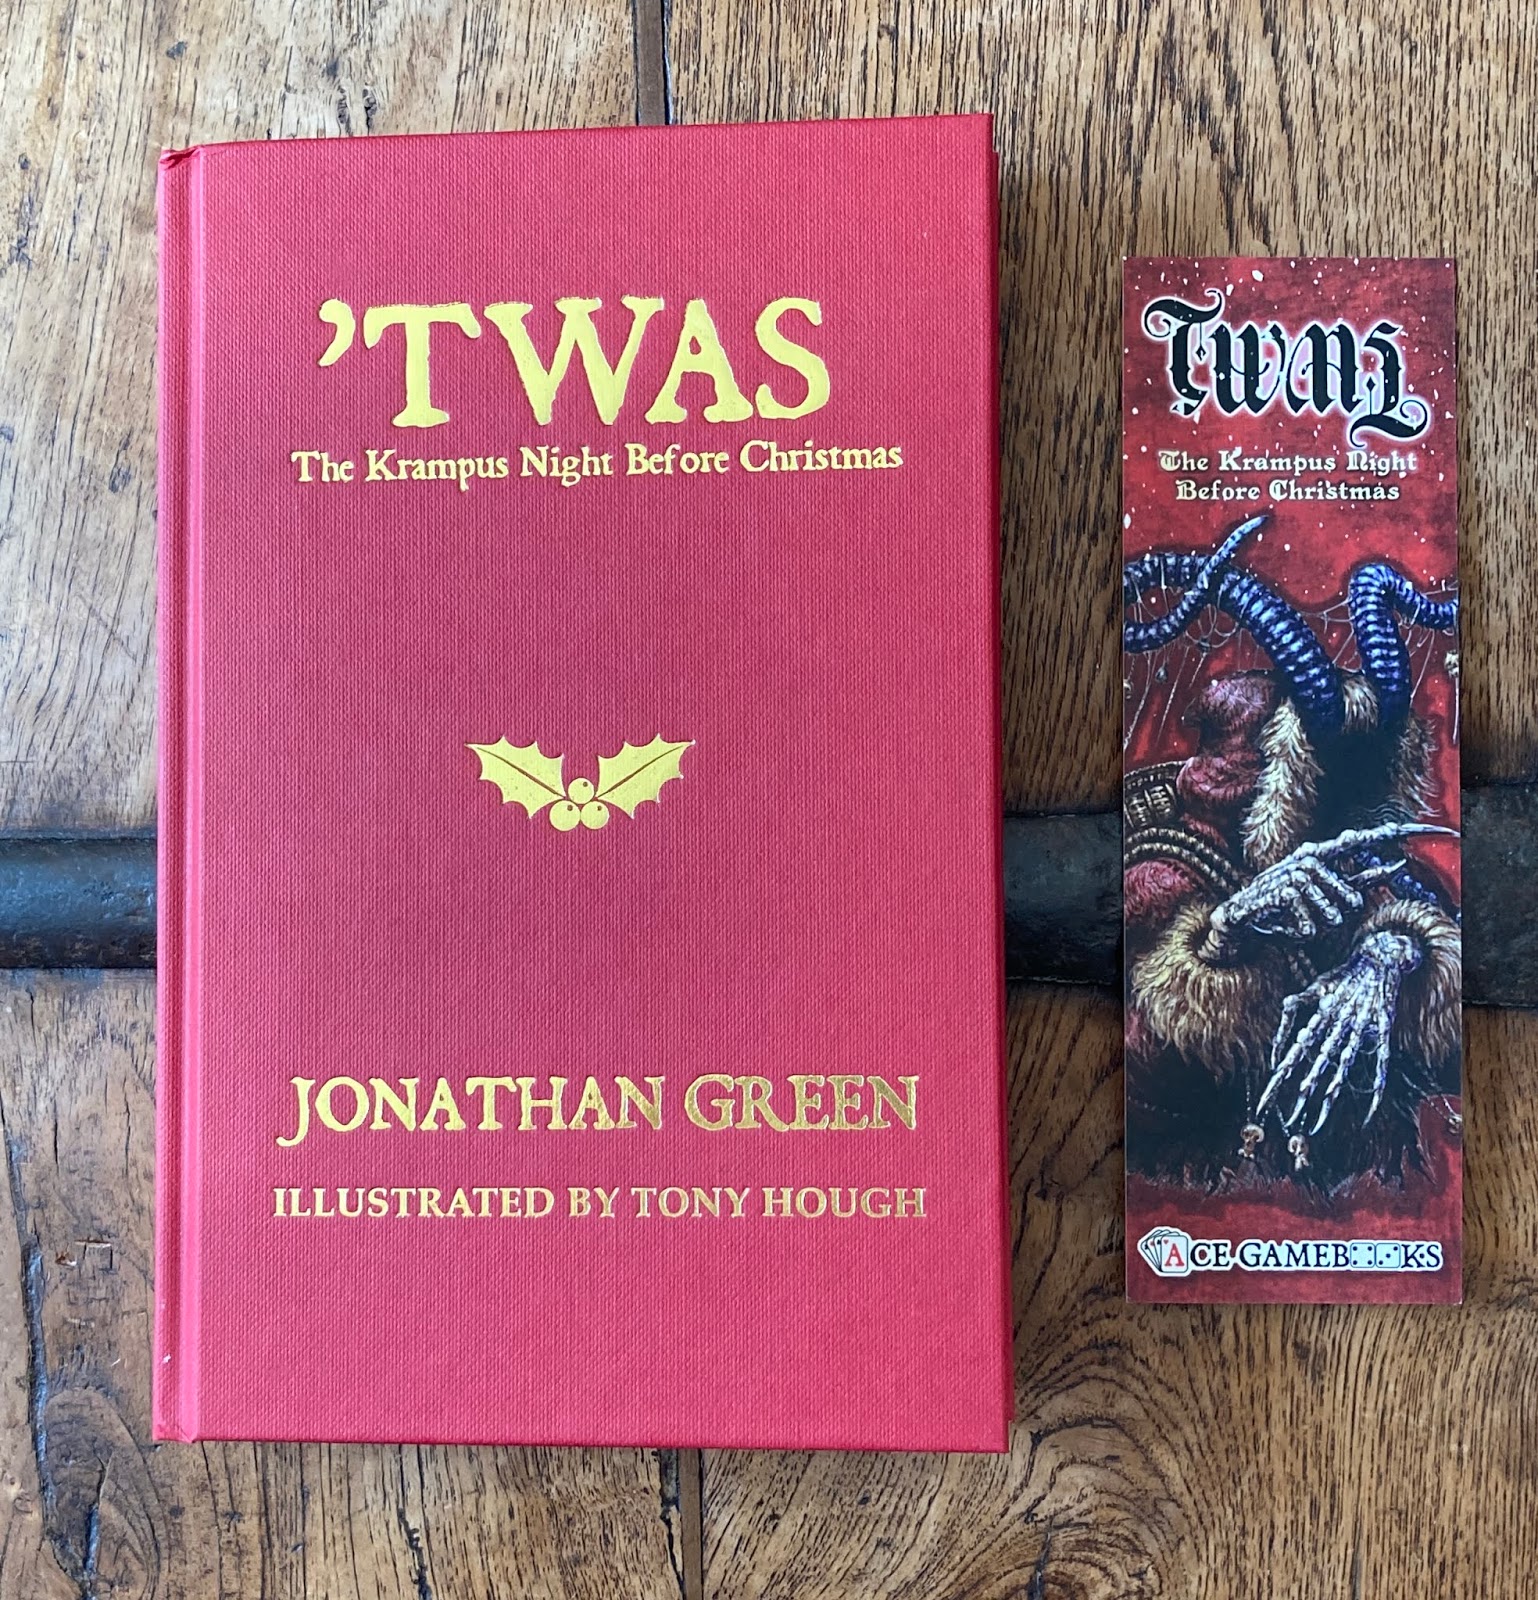 ’TWAS
The Krampus Night Before Christmas
JONATHAN GREEN
ILLUSTRATED BY TONY HOUGH
'Twas
The Krampus Night
Before Christmas
ACE GAMEBOOKS